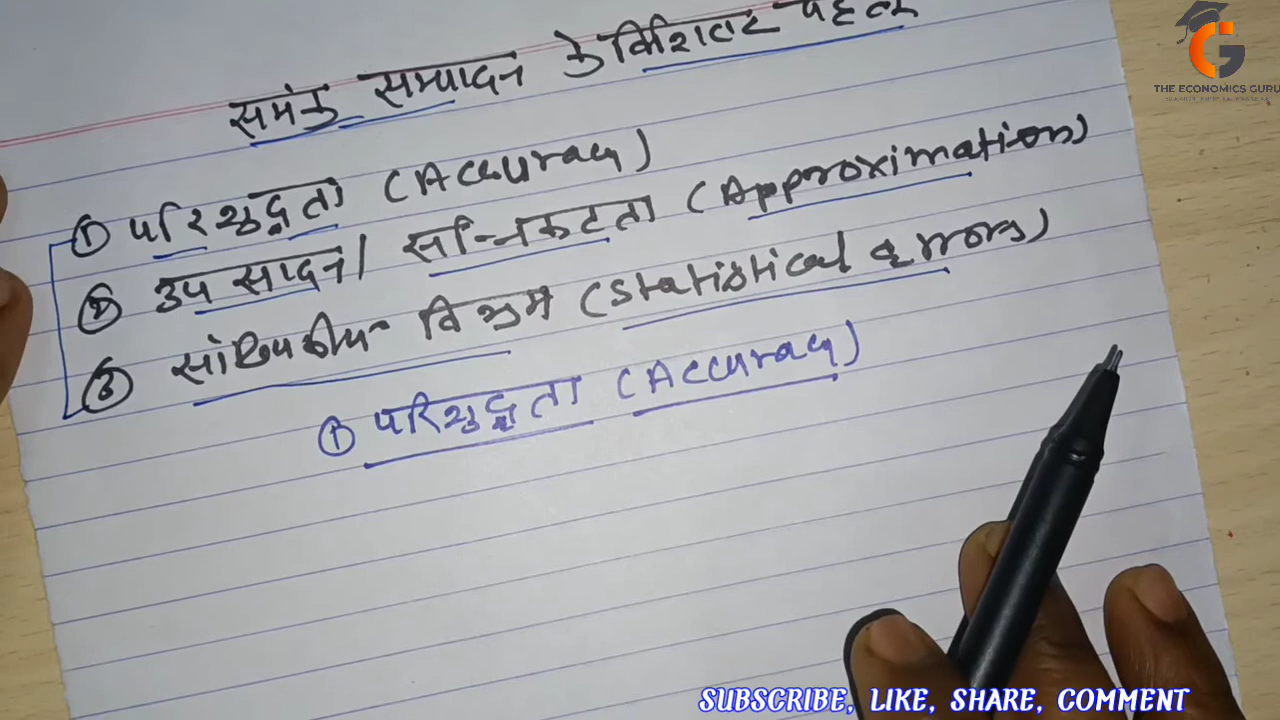 समंक सम्पादन के विशिष्ट पहलू
① परिशुद्धता (Accuracy)
② उपसादन/ सन्निकटता (Approximation)
③ सांख्यिकीय विभ्रम (Statistical errors)
① परिशुद्धता (Accuracy)
THE ECONOMICS GURU
SUBSCRIBE, LIKE, SHARE, COMMENT